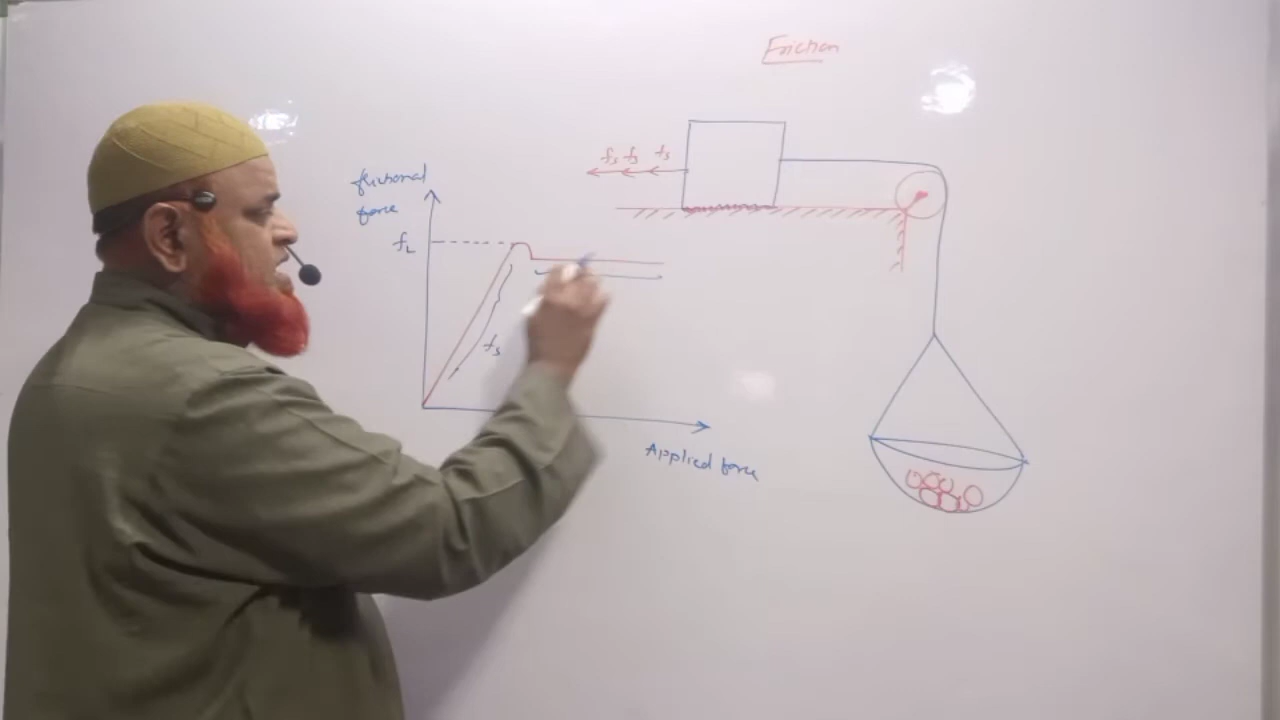 Friction
fs fs fs
frictional
force
fL
fs
Applied force